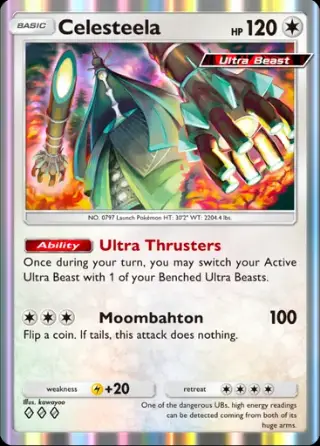 BASIC Celesteela HP 120
Ultra Beast
NO. 0797 Launch Pokémon HT: 30'2" WT: 2204.4 lbs.
Ability Ultra Thrusters
Once during your turn, you may switch your Active
Ultra Beast with 1 of your Benched Ultra Beasts.
Moombahton 100
Flip a coin. If tails, this attack does nothing.
weakness +20 retreat
Illus. kawayoo
One of the dangerous UBs, high energy readings
can be detected coming from both of its
huge arms.